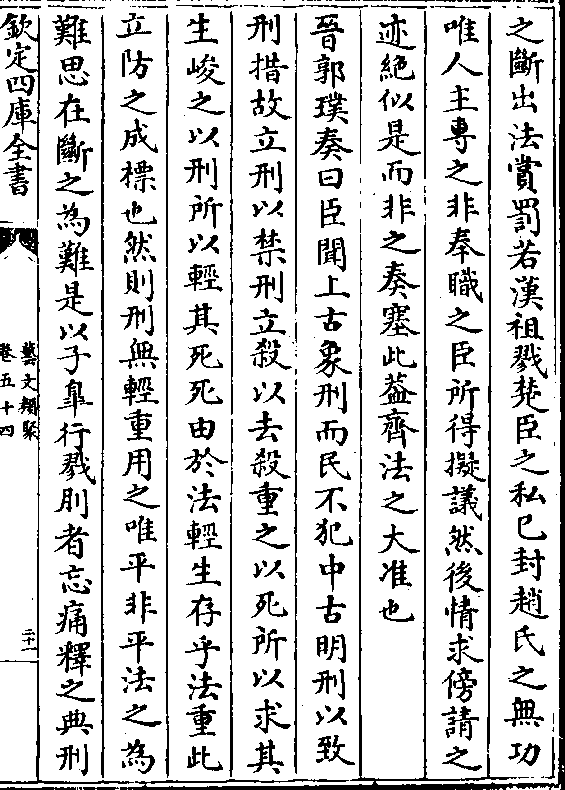 之斷出法賞罰若漢祖戮楚臣之私已封趙氏之無功
唯人主專之非奉職之臣所得擬議然後情求傍請之
迹絶似是而非之奏塞此葢齊法之大准也
晉郭璞奏曰臣聞上古象刑而民不犯中古明刑以致
刑措故立刑以禁刑立殺以去殺重之以死所以求其
生峻之以刑所以輕其死死由於法輕生存乎法重此
立防之成標也然則刑無輕重用之唯平非平法之為
難思在斷之為難是以子臯行戮刖者忘痛釋之典刑
欽定四庫全書
藝文類聚
卷五十四
二十一